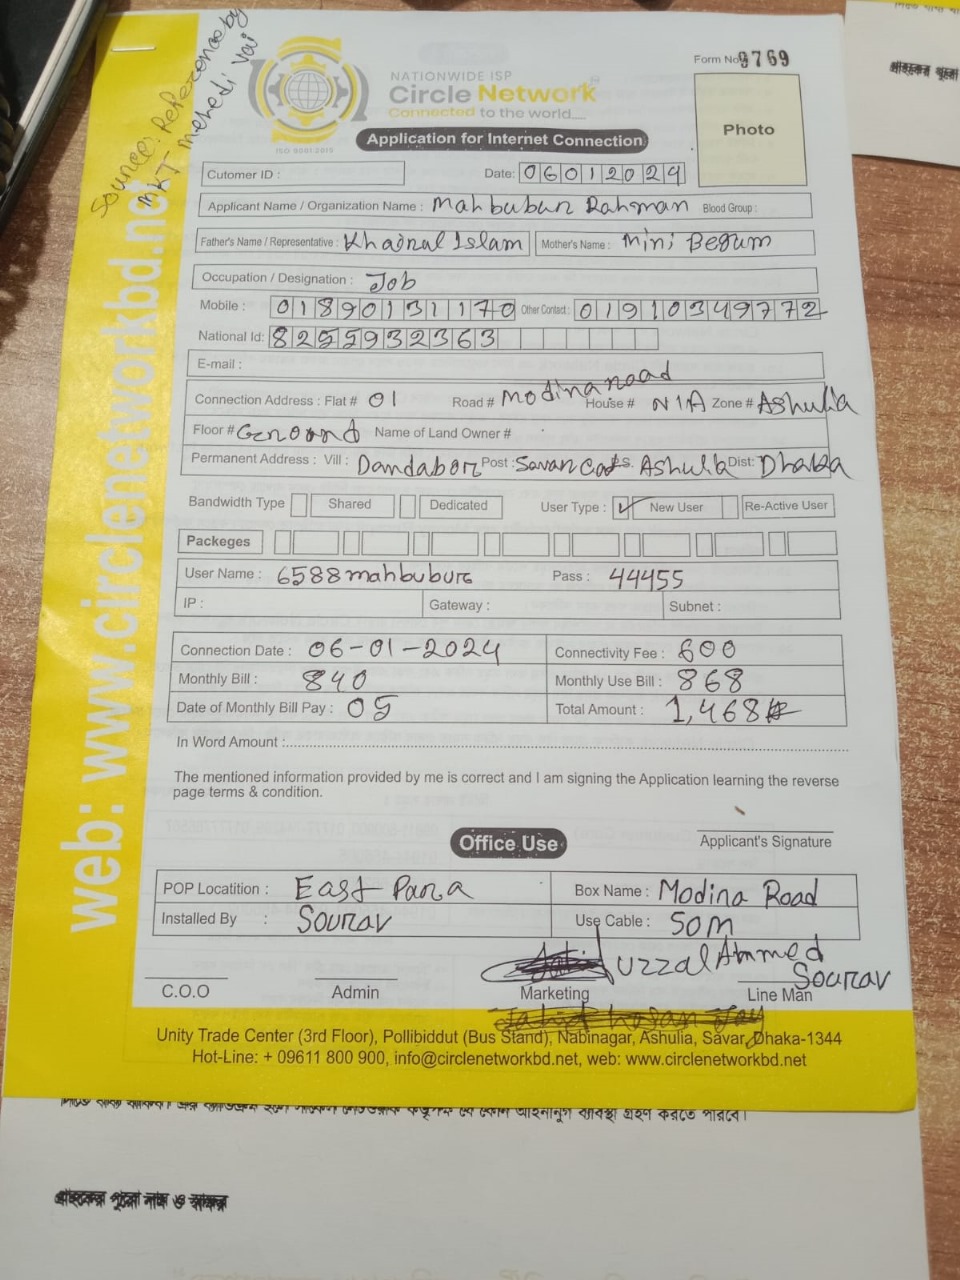 Source: Reference by
MKT mehedi vai
Form No 9769
NATIONWIDE ISP
Circle Network
Connected to the world__
ISO 9001:2015
Application for Internet Connection
Photo
Cutomer ID :
Date: 06012024
Applicant Name / Organization Name : Mahbubur Rahman Blood Group :
Father's Name / Representative : Khairul Islam Mother's Name : Mini Begum
Occupation / Designation : Job
Mobile : 01890131170 Other Contact : 01910349772
National Id: 8255932363
E-mail :
Connection Address : Flat # 01 Road # Modina road House # N/A Zone # Ashulia
Floor # Ground Name of Land Owner #
Permanent Address : Vill : Dandabor Post : Savar Cat Ps. Ashulia Dist: Dhaka
Bandwidth Type Shared Dedicated User Type : ✓ New User Re-Active User
Packeges
User Name : 6588mahbubur Pass : 44455
IP : Gateway : Subnet :
Connection Date : 06-01-2024 Connectivity Fee : 600
Monthly Bill : 840 Monthly Use Bill : 868
Date of Monthly Bill Pay : 05 Total Amount : 1,468
In Word Amount :
The mentioned information provided by me is correct and I am signing the Application learning the reverse
page terms & condition.
Applicant's Signature
Office Use
POP Locatition : East Para Box Name : Modina Road
Installed By : Sourav Use Cable : 50m
Uzzal Ahmmed
Sourav
C.O.O Admin Marketing Line Man
Unity Trade Center (3rd Floor), Pollibiddut (Bus Stand), Nabinagar, Ashulia, Savar, Dhaka-1344
Hot-Line: + 09611 800 900, info@circlenetworkbd.net, web: www.circlenetworkbd.net
web: www.circlenetworkbd.net